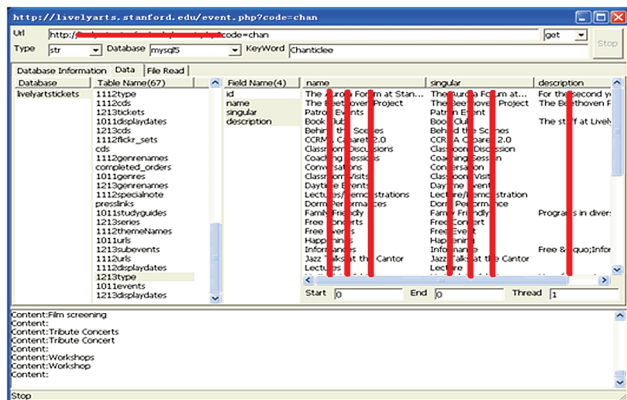 http://livelyarts.stanford.edu/event.php?code=chan
Url http:// code=chan get Stop
Type str Database mysql5 KeyWord Chanticlee
Database Information Data File Read
Database Table Name(67) Field Name(4) name singular description
livelyartstickets 1112type id The Aurora Forum at Stan... The Aurora Forum at... For the second y
1112cds name The Beethoven Project The Beethoven Project The Beethoven F
1213tickets singular Patron Events Patron Event
1011displaydates description Book Club Book Club The staff at Lively
1213cds Behind the Scenes Behind the Scenes
1112flickr_sets CCRMA Cabaret 2.0 CCRMA Cabaret 2.0
cds Classroom Discussions Classroom Discussion
completed_orders Coaching Sessions Coaching Session
1112genrenames Conversations Conversation
1011genres Classroom Visits Classroom Visit
1213genrenames Daytime Events Daytime Event
1112specialnote Lectures/Demonstrations Lecture/Demonstration
presslinks Dorm Performances Dorm Performance
1011studyguides Family Friendly Family Friendly Programs in divers
1213series Free Concerts Free Concert
1112themeNames Free Events Free Event
1011urls Happenings Happening
1213subevents Informances Informance Free &quo;Infor
1112urls Jazz Talks at the Cantor Jazz Talk at the Cantor
1112displaydates Lectures Lecture
1213type
1011events Start 0 End 0 Thread 1
1213displaydates
Content:Film screening
Content:
Content:Tribute Concerts
Content:Tribute Concert
Content:
Content:Workshops
Content:Workshop
Content:
Stop